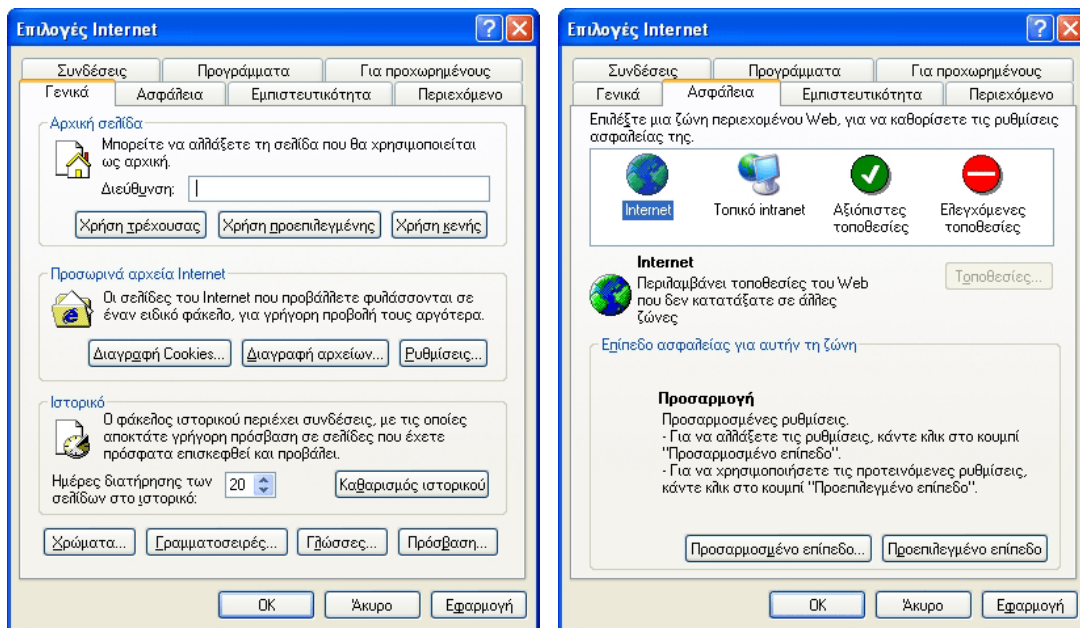 Επιλογές Internet
Συνδέσεις Προγράμματα Για προχωρημένους
Γενικά Ασφάλεια Εμπιστευτικότητα Περιεχόμενο
Αρχική σελίδα
Μπορείτε να αλλάξετε τη σελίδα που θα χρησιμοποιείται
ως αρχική.
Διεύθυνση:
Χρήση τρέχουσας Χρήση προεπιλεγμένης Χρήση κενής
Προσωρινά αρχεία Internet
Οι σελίδες του Internet που προβάλλετε φυλάσσονται σε
έναν ειδικό φάκελο, για γρήγορη προβολή τους αργότερα.
Διαγραφή Cookies... Διαγραφή αρχείων... Ρυθμίσεις...
Ιστορικό
Ο φάκελος ιστορικού περιέχει συνδέσεις, με τις οποίες
αποκτάτε γρήγορη πρόσβαση σε σελίδες που έχετε
πρόσφατα επισκεφθεί και προβάλει.
Ημέρες διατήρησης των
σελίδων στο ιστορικό:
20
Καθαρισμός ιστορικού
Χρώματα... Γραμματοσειρές... Γλώσσες... Πρόσβαση...
OK Άκυρο Εφαρμογή
Επιλογές Internet
Συνδέσεις Προγράμματα Για προχωρημένους
Γενικά Ασφάλεια Εμπιστευτικότητα Περιεχόμενο
Επιλέξτε μια ζώνη περιεχομένου Web, για να καθορίσετε τις ρυθμίσεις
ασφαλείας της.
Internet Τοπικό intranet Αξιόπιστες Ελεγχόμενες
τοποθεσίες τοποθεσίες
Internet
Περιλαμβάνει τοποθεσίες του Web
που δεν κατατάξατε σε άλλες
ζώνες
Τοποθεσίες...
Επίπεδο ασφαλείας για αυτήν τη ζώνη
Προσαρμογή
Προσαρμοσμένες ρυθμίσεις.
- Για να αλλάξετε τις ρυθμίσεις, κάντε κλικ στο κουμπί
"Προσαρμοσμένο επίπεδο".
- Για να χρησιμοποιήσετε τις προτεινόμενες ρυθμίσεις,
κάντε κλικ στο κουμπί "Προεπιλεγμένο επίπεδο".
Προσαρμοσμένο επίπεδο... Προεπιλεγμένο επίπεδο
OK Άκυρο Εφαρμογή